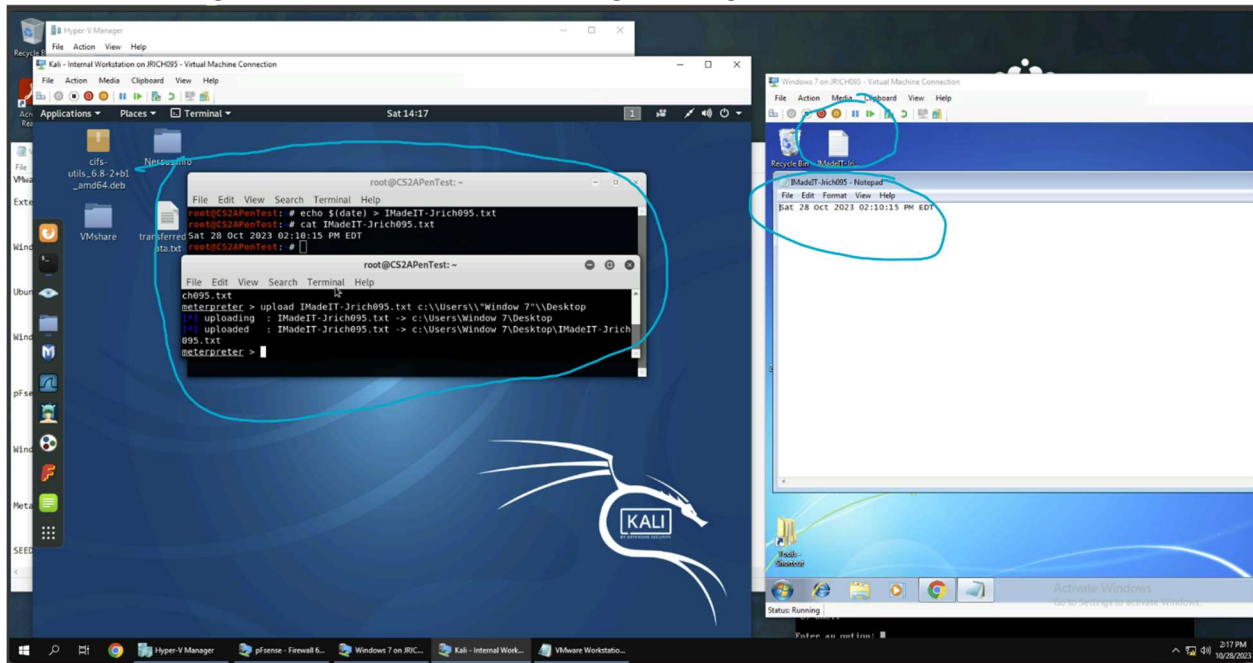 Hyper-V Manager
File Action View Help
Kali - Internal Workstation on JRICH095 - Virtual Machine Connection
File Action Media Clipboard View Help
Applications Places Terminal Sat 14:17 1
cifs-
utils_6.8-2+b1
_amd64.deb
VMshare
root@CS2APenTest: ~
File Edit View Search Terminal Help
root@CS2APenTest:~# echo $(date) > IMadeIT-Jrich095.txt
root@CS2APenTest:~# cat IMadeIT-Jrich095.txt
Sat 28 Oct 2023 02:10:15 PM EDT
root@CS2APenTest:~#
root@CS2APenTest: ~
File Edit View Search Terminal Help
ch095.txt
meterpreter > upload IMadeIT-Jrich095.txt c:\\Users\\"Window 7"\\Desktop
[*] uploading : IMadeIT-Jrich095.txt -> c:\Users\Window 7\Desktop
[*] uploaded : IMadeIT-Jrich095.txt -> c:\Users\Window 7\Desktop\IMadeIT-Jrich
095.txt
meterpreter >
KALI
BY OFFENSIVE SECURITY
Windows 7 on JRICH095 - Virtual Machine Connection
File Action Media Clipboard View Help
Recycle Bin IMadeIT-Jri...
IMadeIT-Jrich095 - Notepad
File Edit Format View Help
Sat 28 Oct 2023 02:10:15 PM EDT
Tools -
Shortcut
Activate Windows
Go to Settings to activate Windows.
Status: Running
Enter an option:
Hyper-V Manager pFsense - Firewall 6... Windows 7 on JRIC... Kali - Internal Work... VMware Workstatio...
2:17 PM
10/28/2023